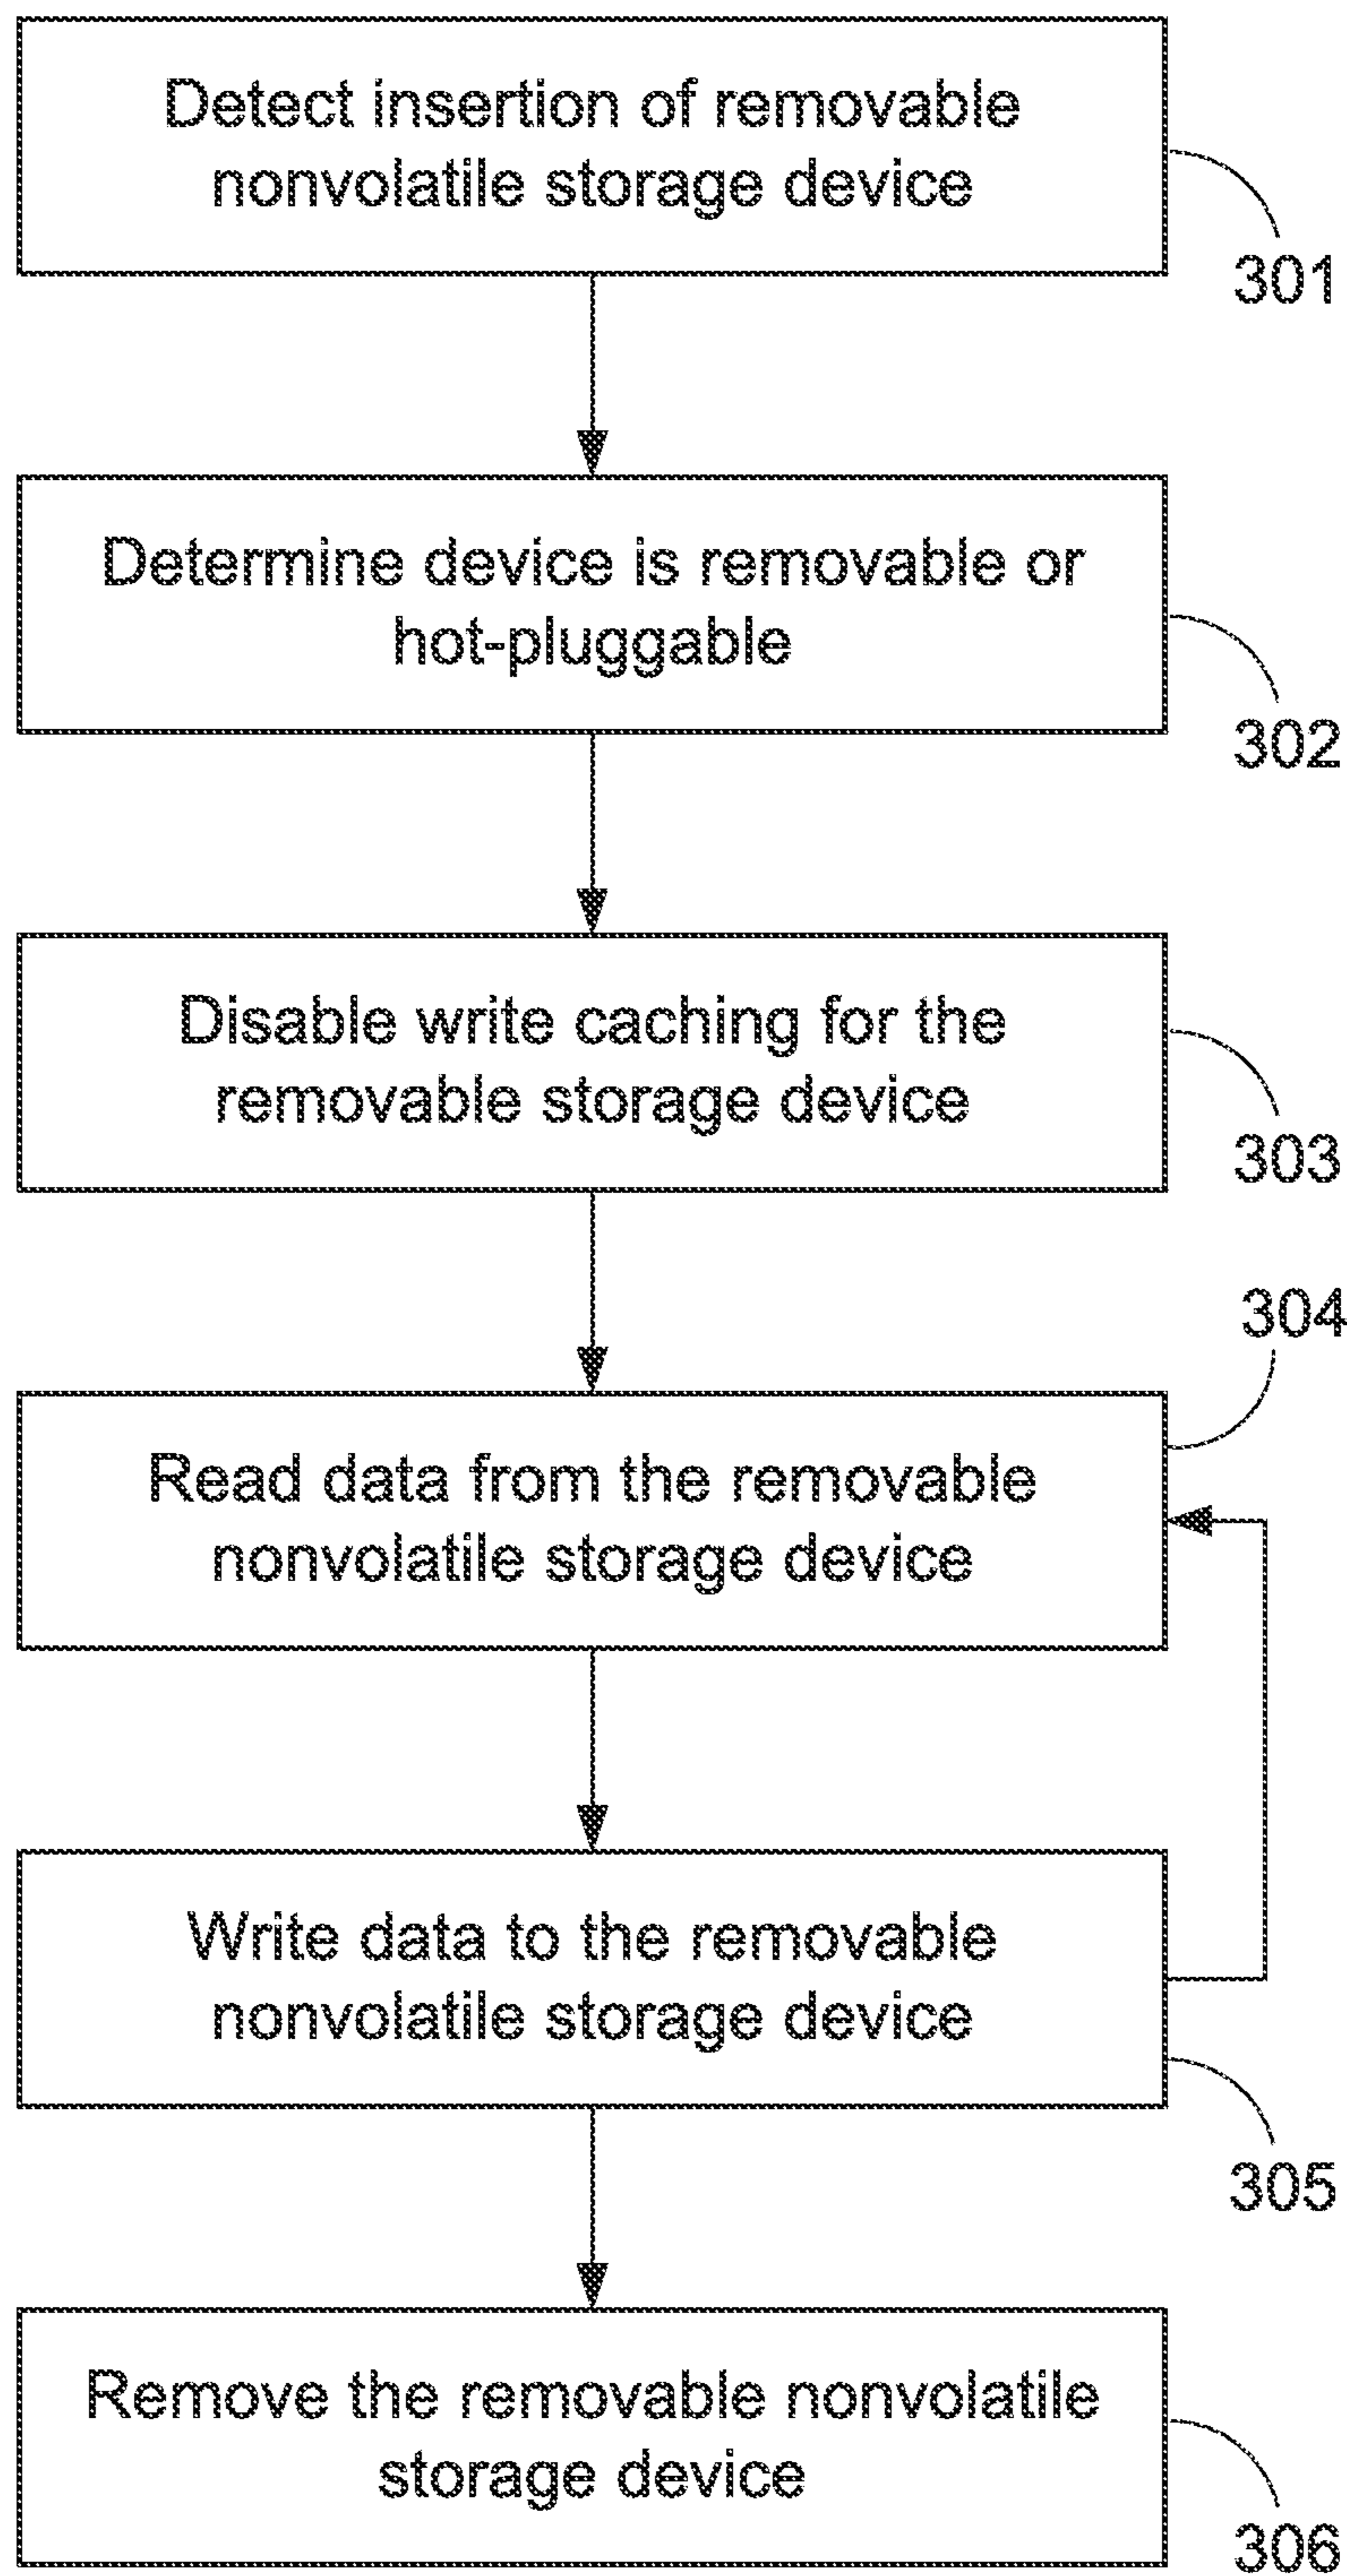 Detect insertion of removable
nonvolatile storage device
301
Determine device is removable or
hot-pluggable
302
Disable write caching for the
removable storage device
303
304
Read data from the removable
nonvolatile storage device
Write data to the removable
nonvolatile storage device
305
Remove the removable nonvolatile
storage device
306